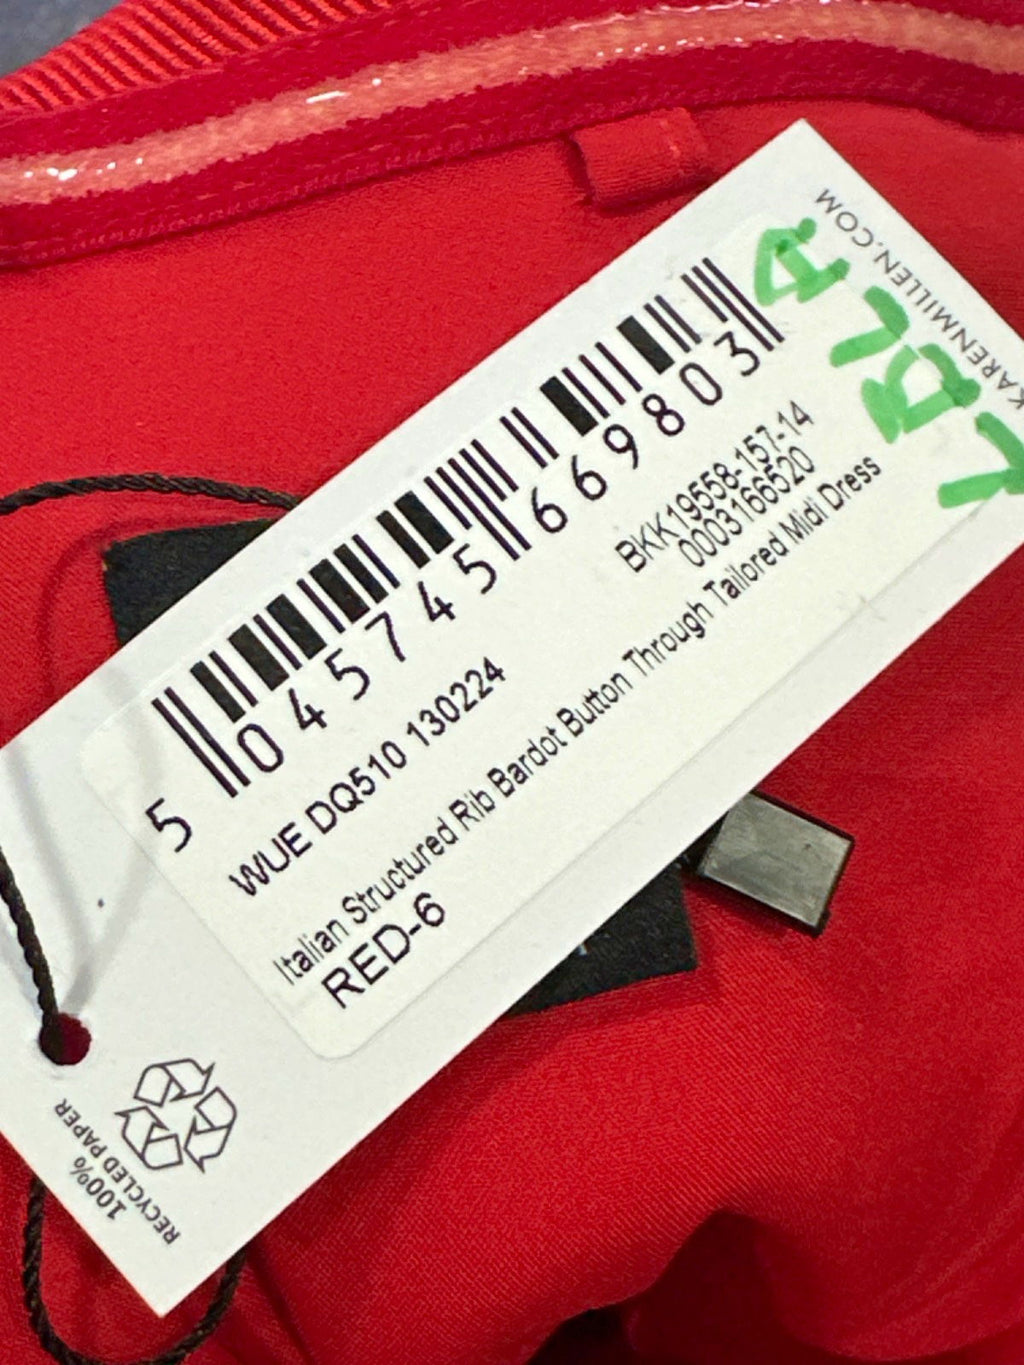 KARENMILLEN.COM
5 045745 669803
BKK19558-157-14
0003166520
WUE DQ510 130224
Italian Structured Rib Bardot Button Through Tailored Midi Dress
RED-6
100%
RECYCLED PAPER